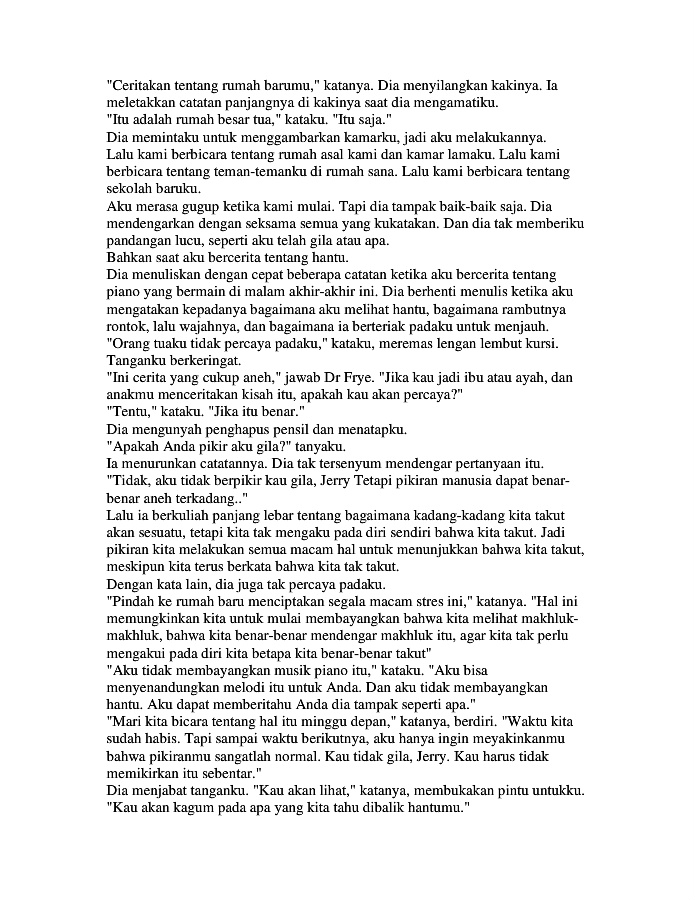 "Ceritakan tentang rumah barumu," katanya. Dia menyilangkan kakinya. Ia
meletakkan catatan panjangnya di kakinya saat dia mengamatiku.
"Itu adalah rumah besar tua," kataku. "Itu saja."
Dia memintaku untuk menggambarkan kamarku, jadi aku melakukannya.
Lalu kami berbicara tentang rumah asal kami dan kamar lamaku. Lalu kami
berbicara tentang teman-temanku di rumah sana. Lalu kami berbicara tentang
sekolah baruku.
Aku merasa gugup ketika kami mulai. Tapi dia tampak baik-baik saja. Dia
mendengarkan dengan seksama semua yang kukatakan. Dan dia tak memberiku
pandangan lucu, seperti aku telah gila atau apa.
Bahkan saat aku bercerita tentang hantu.
Dia menuliskan dengan cepat beberapa catatan ketika aku bercerita tentang
piano yang bermain di malam akhir-akhir ini. Dia berhenti menulis ketika aku
mengatakan kepadanya bagaimana aku melihat hantu, bagaimana rambutnya
rontok, lalu wajahnya, dan bagaimana ia berteriak padaku untuk menjauh.
"Orang tuaku tidak percaya padaku," kataku, meremas lengan lembut kursi.
Tanganku berkeringat.
"Ini cerita yang cukup aneh," jawab Dr Frye. "Jika kau jadi ibu atau ayah, dan
anakmu menceritakan kisah itu, apakah kau akan percaya?"
"Tentu," kataku. "Jika itu benar."
Dia mengunyah penghapus pensil dan menatapku.
"Apakah Anda pikir aku gila?" tanyaku.
Ia menurunkan catatannya. Dia tak tersenyum mendengar pertanyaan itu.
"Tidak, aku tidak berpikir kau gila, Jerry Tetapi pikiran manusia dapat benar-
benar aneh terkadang.."
Lalu ia berkuliah panjang lebar tentang bagaimana kadang-kadang kita takut
akan sesuatu, tetapi kita tak mengaku pada diri sendiri bahwa kita takut. Jadi
pikiran kita melakukan semua macam hal untuk menunjukkan bahwa kita takut,
meskipun kita terus berkata bahwa kita tak takut.
Dengan kata lain, dia juga tak percaya padaku.
"Pindah ke rumah baru menciptakan segala macam stres ini," katanya. "Hal ini
memungkinkan kita untuk mulai membayangkan bahwa kita melihat makhluk-
makhluk, bahwa kita benar-benar mendengar makhluk itu, agar kita tak perlu
mengakui pada diri kita betapa kita benar-benar takut"
"Aku tidak membayangkan musik piano itu," kataku. "Aku bisa
menyenandungkan melodi itu untuk Anda. Dan aku tidak membayangkan
hantu. Aku dapat memberitahu Anda dia tampak seperti apa."
"Mari kita bicara tentang hal itu minggu depan," katanya, berdiri. "Waktu kita
sudah habis. Tapi sampai waktu berikutnya, aku hanya ingin meyakinkanmu
bahwa pikiranmu sangatlah normal. Kau tidak gila, Jerry. Kau harus tidak
memikirkan itu sebentar."
Dia menjabat tanganku. "Kau akan lihat," katanya, membukakan pintu untukku.
"Kau akan kagum pada apa yang kita tahu dibalik hantumu."